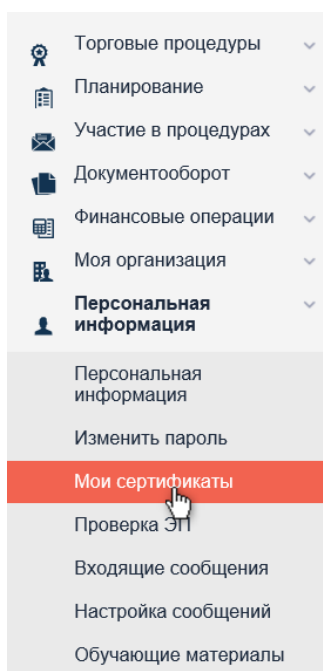 Торговые процедуры
Планирование
Участие в процедурах
Документооборот
Финансовые операции
Моя организация
Персональная
информация
Персональная
информация
Изменить пароль
Мои сертификаты
Проверка ЭП
Входящие сообщения
Настройка сообщений
Обучающие материалы